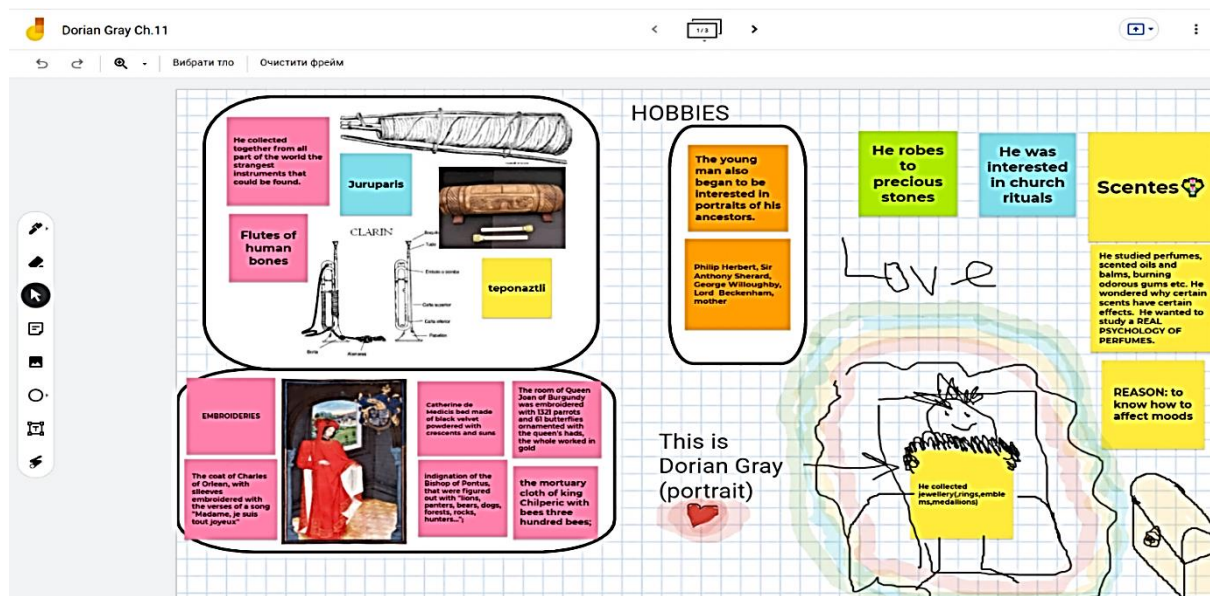 Dorian Gray Ch.11
1/3
Вибрати тло
Очистити фрейм
He collected
together from all
part of the world the
strangest
instruments that
could be found.
Juruparis
Flutes of
human
bones
CLARIN
teponaztli
EMBROIDERIES
Catherine de
Medicis bed made
of black velvet
powdered with
crescents and suns
The room of Queen
Joan of Burgundy
was embroidered
with 1321 parrots
and 61 butterflies
ornamented with
the queen's hads,
the whole worked in
gold
The coat of Charles
of Orlean, with
slleeves
embroidered with
the verses of a song
"Madame, je suis
tout joyeux"
indignation of the
Bishop of Pontus,
that were figured
out with "lions,
panters, bears, dogs,
forests, rocks,
hunters...";
the mortuary
cloth of king
Chilperic with
bees three
hundred bees;
HOBBIES
The young
man also
began to be
interested in
portraits of his
ancestors.
Philip Herbert, Sir
Anthony Sherard,
George Willoughby,
Lord Beckenham,
mother
He robes
to
precious
stones
He was
interested
in church
rituals
Scentes
Love
He studied perfumes,
scented oils and
balms, burning
odorous gums etc. He
wondered why certain
scents have certain
effects. He wanted to
study a REAL
PSYCHOLOGY OF
PERFUMES.
REASON: to
know how to
affect moods
This is
Dorian Gray
(portrait)
He collected
jewellery(,rings,emble
ms,medallions)